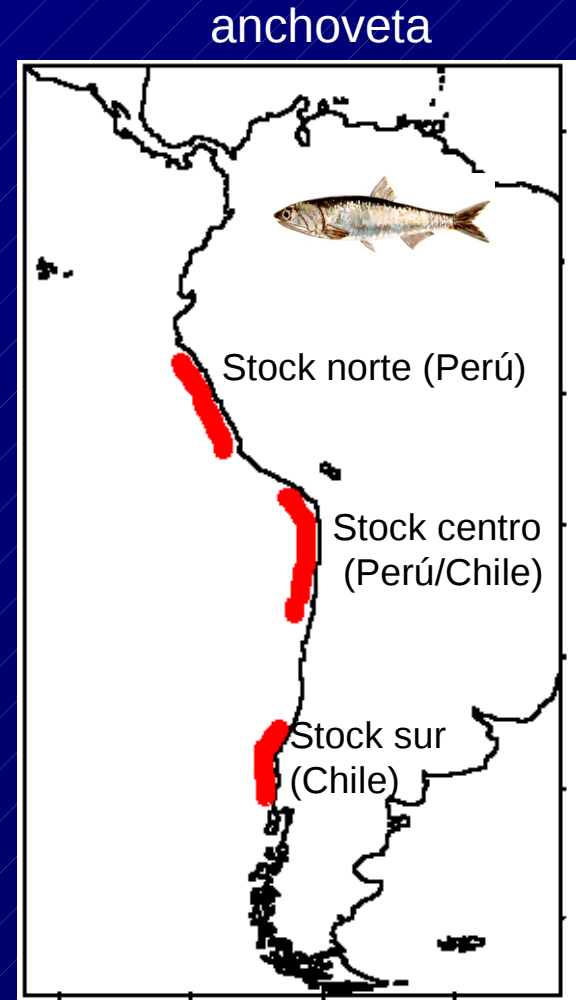 anchoveta
Stock norte (Perú)
Stock centro
(Perú/Chile)
Stock sur
(Chile)